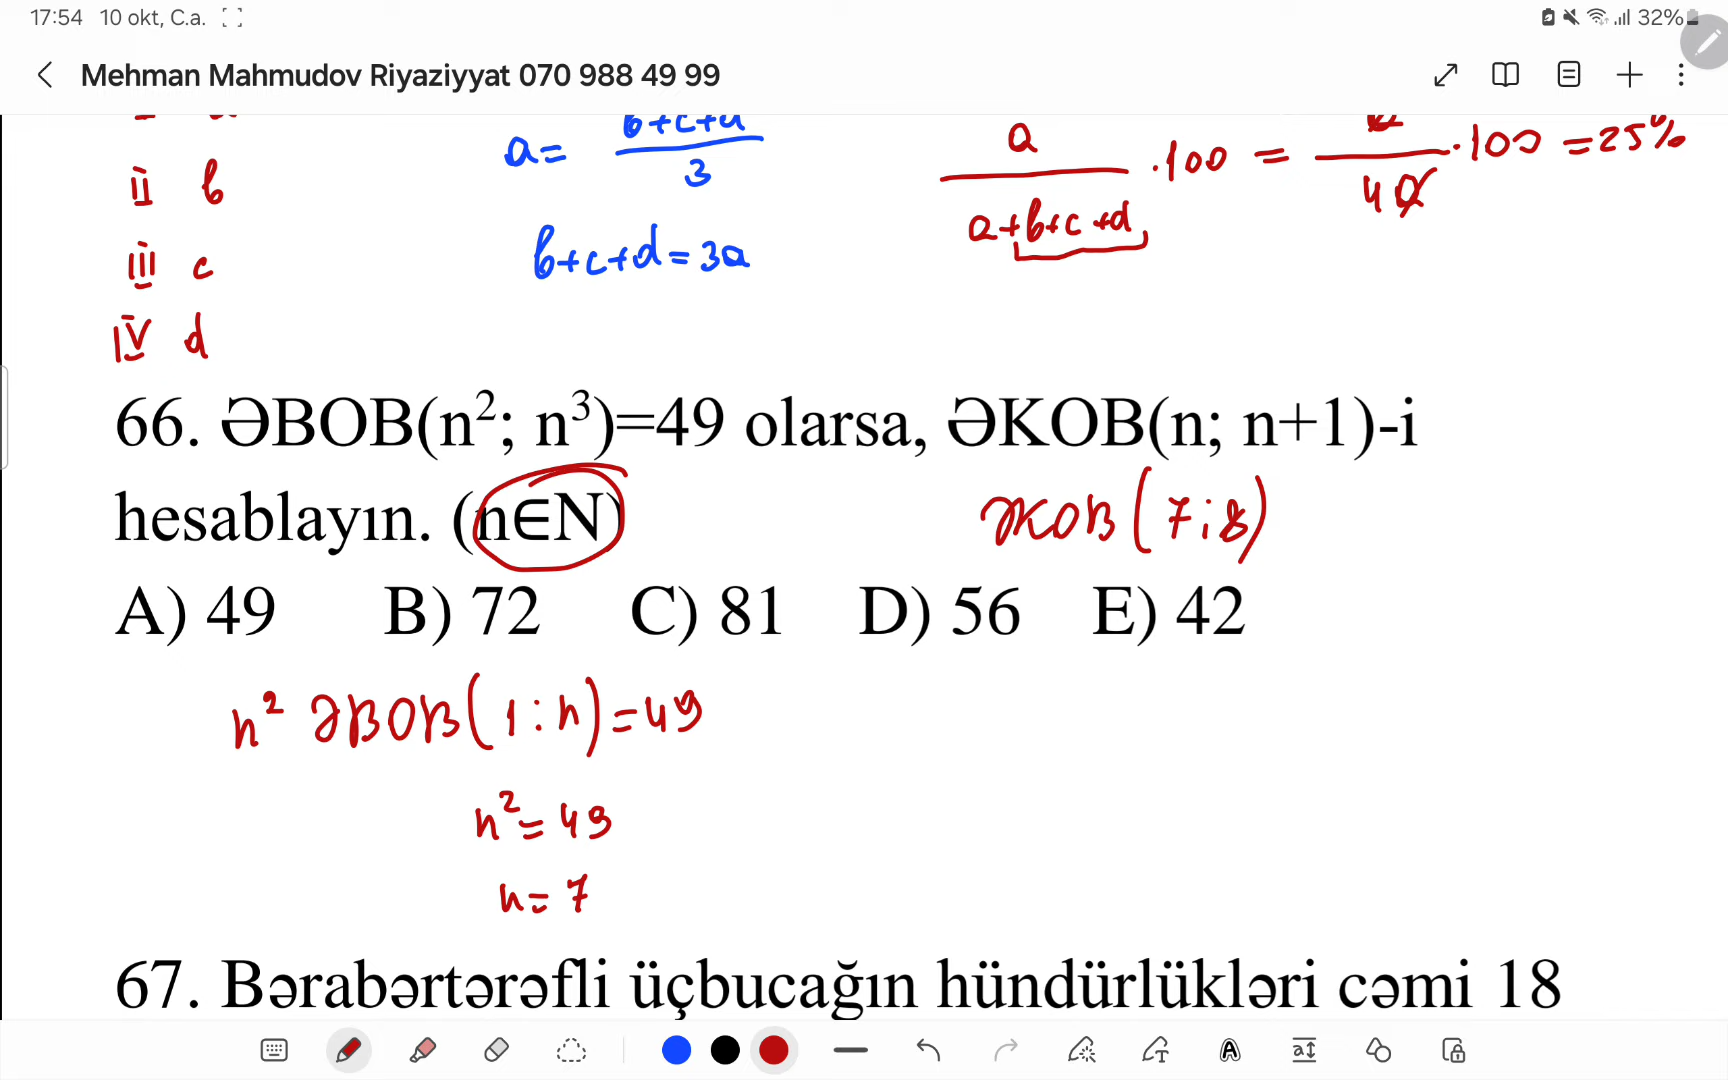 17:54 10 okt, C.a. 32%
Mehman Mahmudov Riyaziyyat 070 988 49 99
II b
III c
IV d
a= b+c+d / 3
b+c+d=3a
a / a+b+c+d ·100 = / 4a ·100 =25%
66. ƏBOB(n²; n³)=49 olarsa, ƏKOB(n; n+1)-i
hesablayın. (n∈N)
ƏKOB(7;8)
A) 49 B) 72 C) 81 D) 56 E) 42
n² ƏBOB(1:n)=49
n²=49
n=7
67. Bərabərtərəfli üçbucağın hündürlükləri cəmi 18